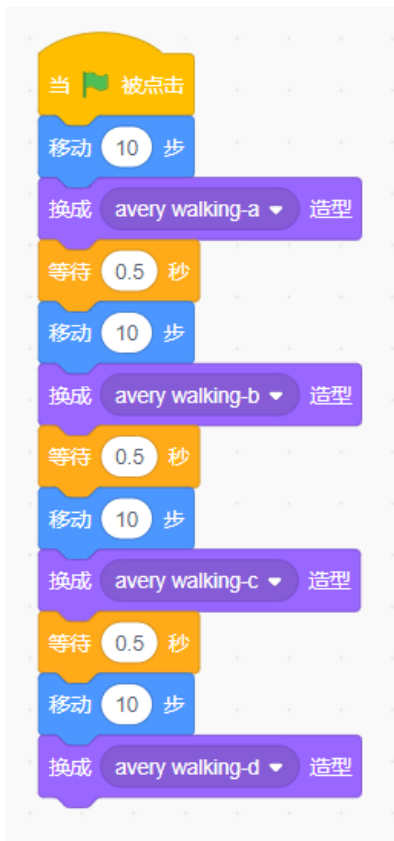 当 被点击
移动 10 步
换成 avery walking-a 造型
等待 0.5 秒
移动 10 步
换成 avery walking-b 造型
等待 0.5 秒
移动 10 步
换成 avery walking-c 造型
等待 0.5 秒
移动 10 步
换成 avery walking-d 造型